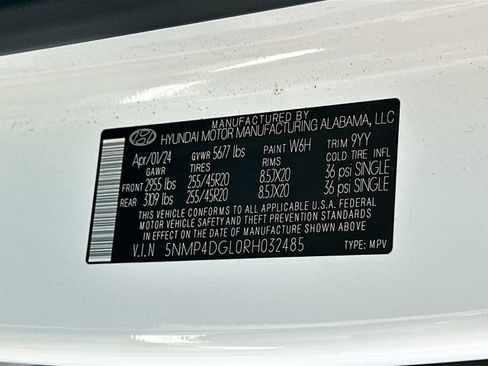 MANUFACTURED BY
HYUNDAI MOTOR MANUFACTURING ALABAMA, LLC
Apr/01/24 GVWR 5677 lbs PAINT W6H TRIM 9YY
GAWR TIRES RIMS COLD TIRE INFL
FRONT 2955 lbs 255/45R20 8.5JX20 36 psi SINGLE
REAR 3109 lbs 255/45R20 8.5JX20 36 psi SINGLE
THIS VEHICLE CONFORMS TO ALL APPLICABLE U.S.A. FEDERAL
MOTOR VEHICLE SAFETY AND THEFT PREVENTION STANDARDS
IN EFFECT ON THE DATE OF MANUFACTURE SHOWN ABOVE.
V.I.N 5NMP4DGL0RH032485 TYPE: MPV